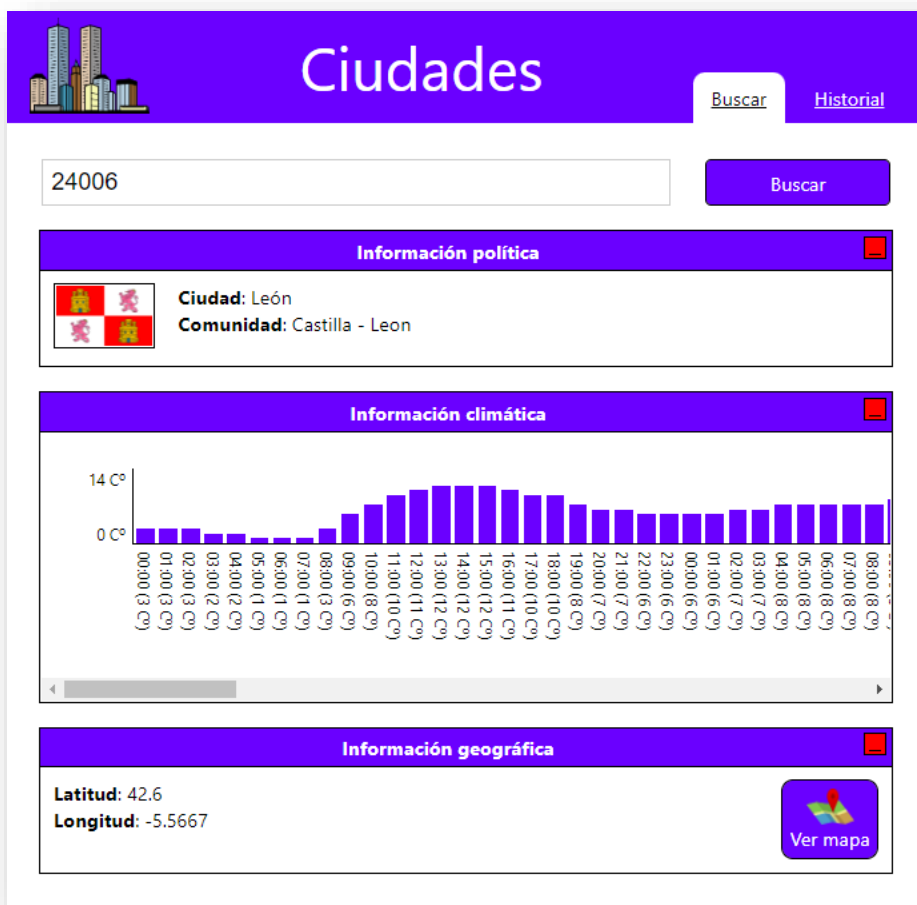 Ciudades
Buscar
Historial
24006
Buscar
Información política
_
Ciudad: León
Comunidad: Castilla - Leon
Información climática
_
14 Cº
0 Cº
00:00 (3 Cº)
01:00 (3 Cº)
02:00 (3 Cº)
03:00 (2 Cº)
04:00 (2 Cº)
05:00 (1 Cº)
06:00 (1 Cº)
07:00 (1 Cº)
08:00 (3 Cº)
09:00 (6 Cº)
10:00 (8 Cº)
11:00 (10 Cº)
12:00 (11 Cº)
13:00 (12 Cº)
14:00 (12 Cº)
15:00 (12 Cº)
16:00 (11 Cº)
17:00 (10 Cº)
18:00 (10 Cº)
19:00 (8 Cº)
20:00 (7 Cº)
21:00 (7 Cº)
22:00 (6 Cº)
23:00 (6 Cº)
00:00 (6 Cº)
01:00 (6 Cº)
02:00 (7 Cº)
03:00 (7 Cº)
04:00 (8 Cº)
05:00 (8 Cº)
06:00 (8 Cº)
07:00 (8 Cº)
08:00 (8 Cº)
Información geográfica
_
Latitud: 42.6
Longitud: -5.5667
Ver mapa